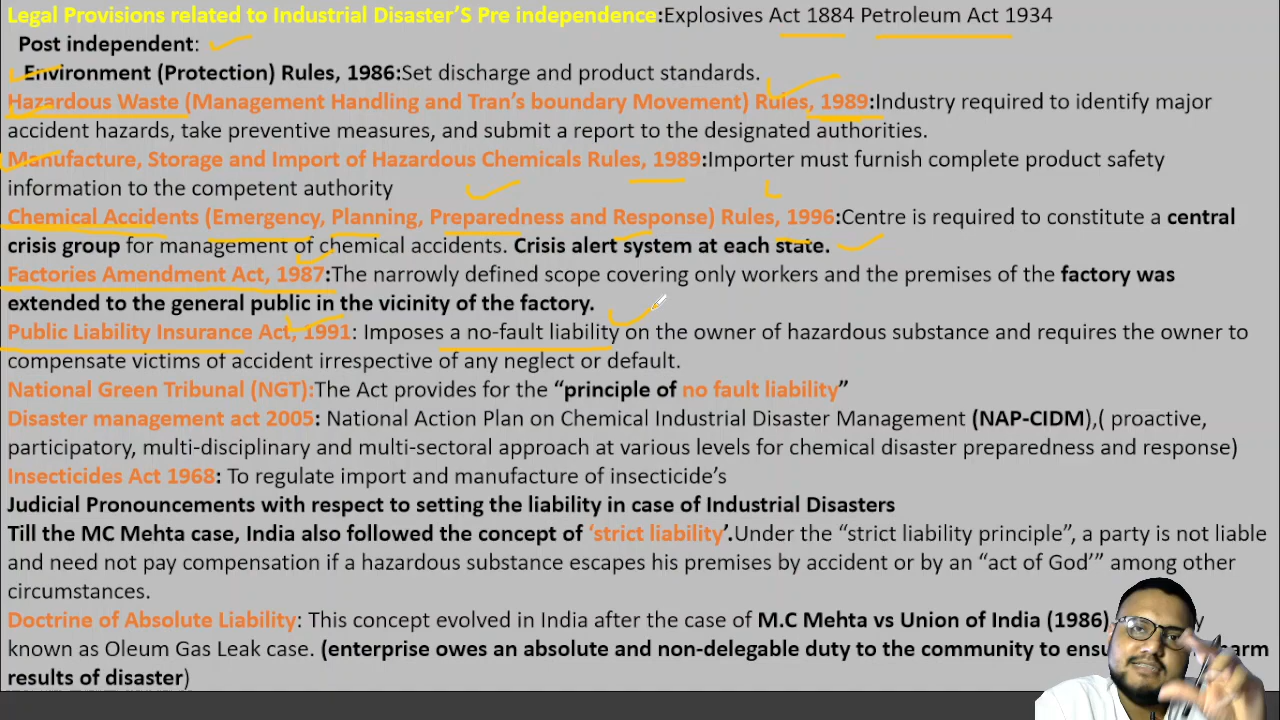 Legal Provisions related to Industrial Disaster’S Pre independence:Explosives Act 1884 Petroleum Act 1934
Post independent:
Environment (Protection) Rules, 1986:Set discharge and product standards.
Hazardous Waste (Management Handling and Tran’s boundary Movement) Rules, 1989:Industry required to identify major
accident hazards, take preventive measures, and submit a report to the designated authorities.
Manufacture, Storage and Import of Hazardous Chemicals Rules, 1989:Importer must furnish complete product safety
information to the competent authority
Chemical Accidents (Emergency, Planning, Preparedness and Response) Rules, 1996:Centre is required to constitute a central
crisis group for management of chemical accidents. Crisis alert system at each state.
Factories Amendment Act, 1987:The narrowly defined scope covering only workers and the premises of the factory was
extended to the general public in the vicinity of the factory.
Public Liability Insurance Act, 1991: Imposes a no-fault liability on the owner of hazardous substance and requires the owner to
compensate victims of accident irrespective of any neglect or default.
National Green Tribunal (NGT):The Act provides for the “principle of no fault liability”
Disaster management act 2005: National Action Plan on Chemical Industrial Disaster Management (NAP-CIDM),( proactive,
participatory, multi-disciplinary and multi-sectoral approach at various levels for chemical disaster preparedness and response)
Insecticides Act 1968: To regulate import and manufacture of insecticide’s
Judicial Pronouncements with respect to setting the liability in case of Industrial Disasters
Till the MC Mehta case, India also followed the concept of ‘strict liability’.Under the “strict liability principle”, a party is not liable
and need not pay compensation if a hazardous substance escapes his premises by accident or by an “act of God’” among other
circumstances.
Doctrine of Absolute Liability: This concept evolved in India after the case of M.C Mehta vs Union of India (1986)
known as Oleum Gas Leak case. (enterprise owes an absolute and non-delegable duty to the community to
results of disaster)